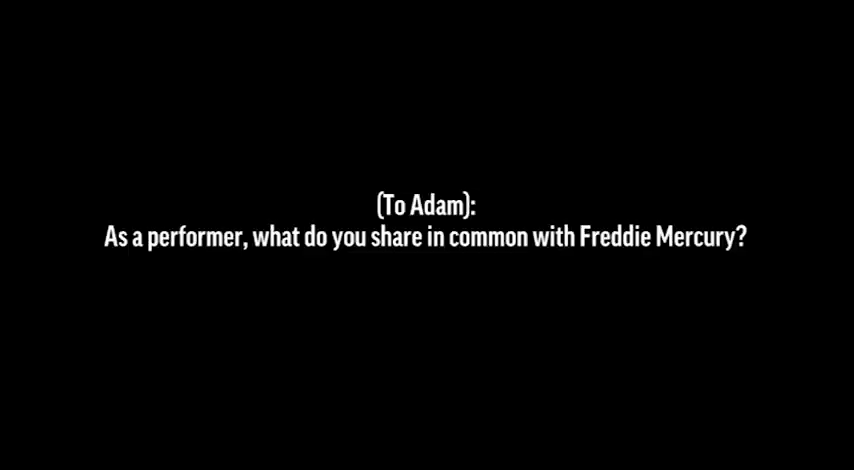 (To Adam):
As a performer, what do you share in common with Freddie Mercury?